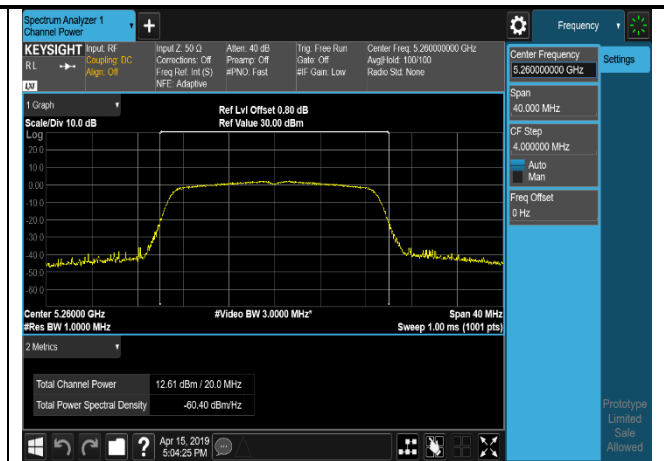 Spectrum Analyzer 1
Channel Power
+
Frequency
KEYSIGHT
RL
LXI
Input: RF
Coupling: DC
Align: Off
Input Z: 50 Ω
Corrections: Off
Freq Ref: Int (S)
NFE: Adaptive
Atten: 40 dB
Preamp: Off
#PNO: Fast
Trig: Free Run
Gate: Off
#IF Gain: Low
Center Freq: 5.260000000 GHz
Avg|Hold: 100/100
Radio Std: None
1 Graph
Scale/Div 10.0 dB
Ref Lvl Offset 0.80 dB
Ref Value 30.00 dBm
Log
20.0
10.0
0.00
-10.0
-20.0
-30.0
-40.0
-50.0
-60.0
Center 5.26000 GHz
#Res BW 1.0000 MHz
#Video BW 3.0000 MHz*
Span 40 MHz
Sweep 1.00 ms (1001 pts)
2 Metrics
Total Channel Power 12.61 dBm / 20.0 MHz
Total Power Spectral Density -60.40 dBm/Hz
Apr 15, 2019
5:04:25 PM
?
Center Frequency
5.260000000 GHz
Span
40.000 MHz
CF Step
4.000000 MHz
Auto
Man
Freq Offset
0 Hz
Settings
Prototype
Limited
Sale
Allowed